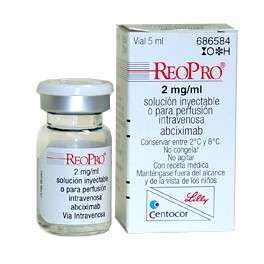 Vial 5 ml
686584
REOPRO®
2 mg/ml
solución inyectable
o para perfusión
intravenosa
abciximab
Conservar entre 2°C y 8°C.
No congelar
No agitar
Con receta médica
Manténgase fuera del alcance
y de la vista de los niños
Centocor
Lilly
REOPRO®
2 mg/ml
solución inyectable
o para perfusión
intravenosa
abciximab
Vía Intravenosa